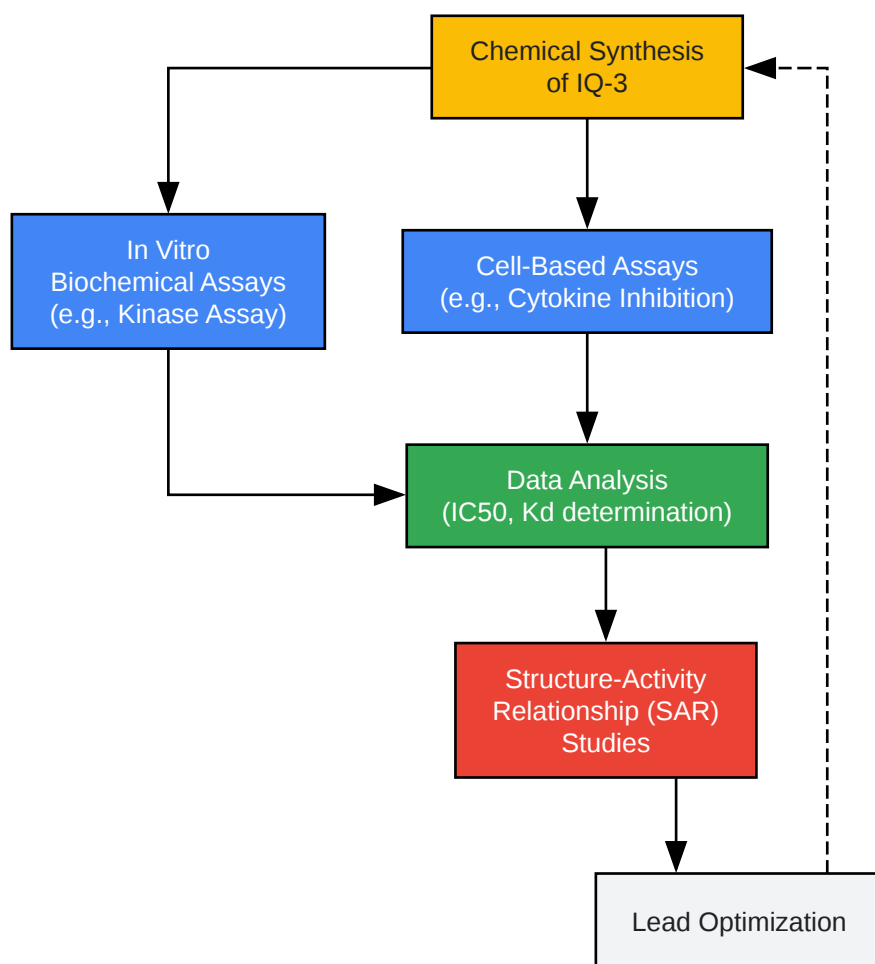 Chemical Synthesis
of IQ-3
In Vitro
Biochemical Assays
(e.g., Kinase Assay)
Cell-Based Assays
(e.g., Cytokine Inhibition)
Data Analysis
(IC50, Kd determination)
Structure-Activity
Relationship (SAR)
Studies
Lead Optimization